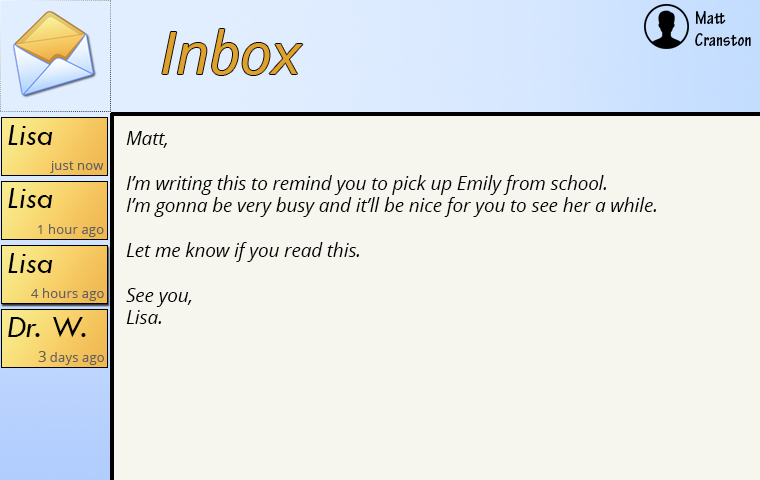 Inbox
Matt
Cranston
Lisa
just now
Lisa
1 hour ago
Lisa
4 hours ago
Dr. W.
3 days ago
Matt,
I’m writing this to remind you to pick up Emily from school.
I’m gonna be very busy and it’ll be nice for you to see her a while.
Let me know if you read this.
See you,
Lisa.